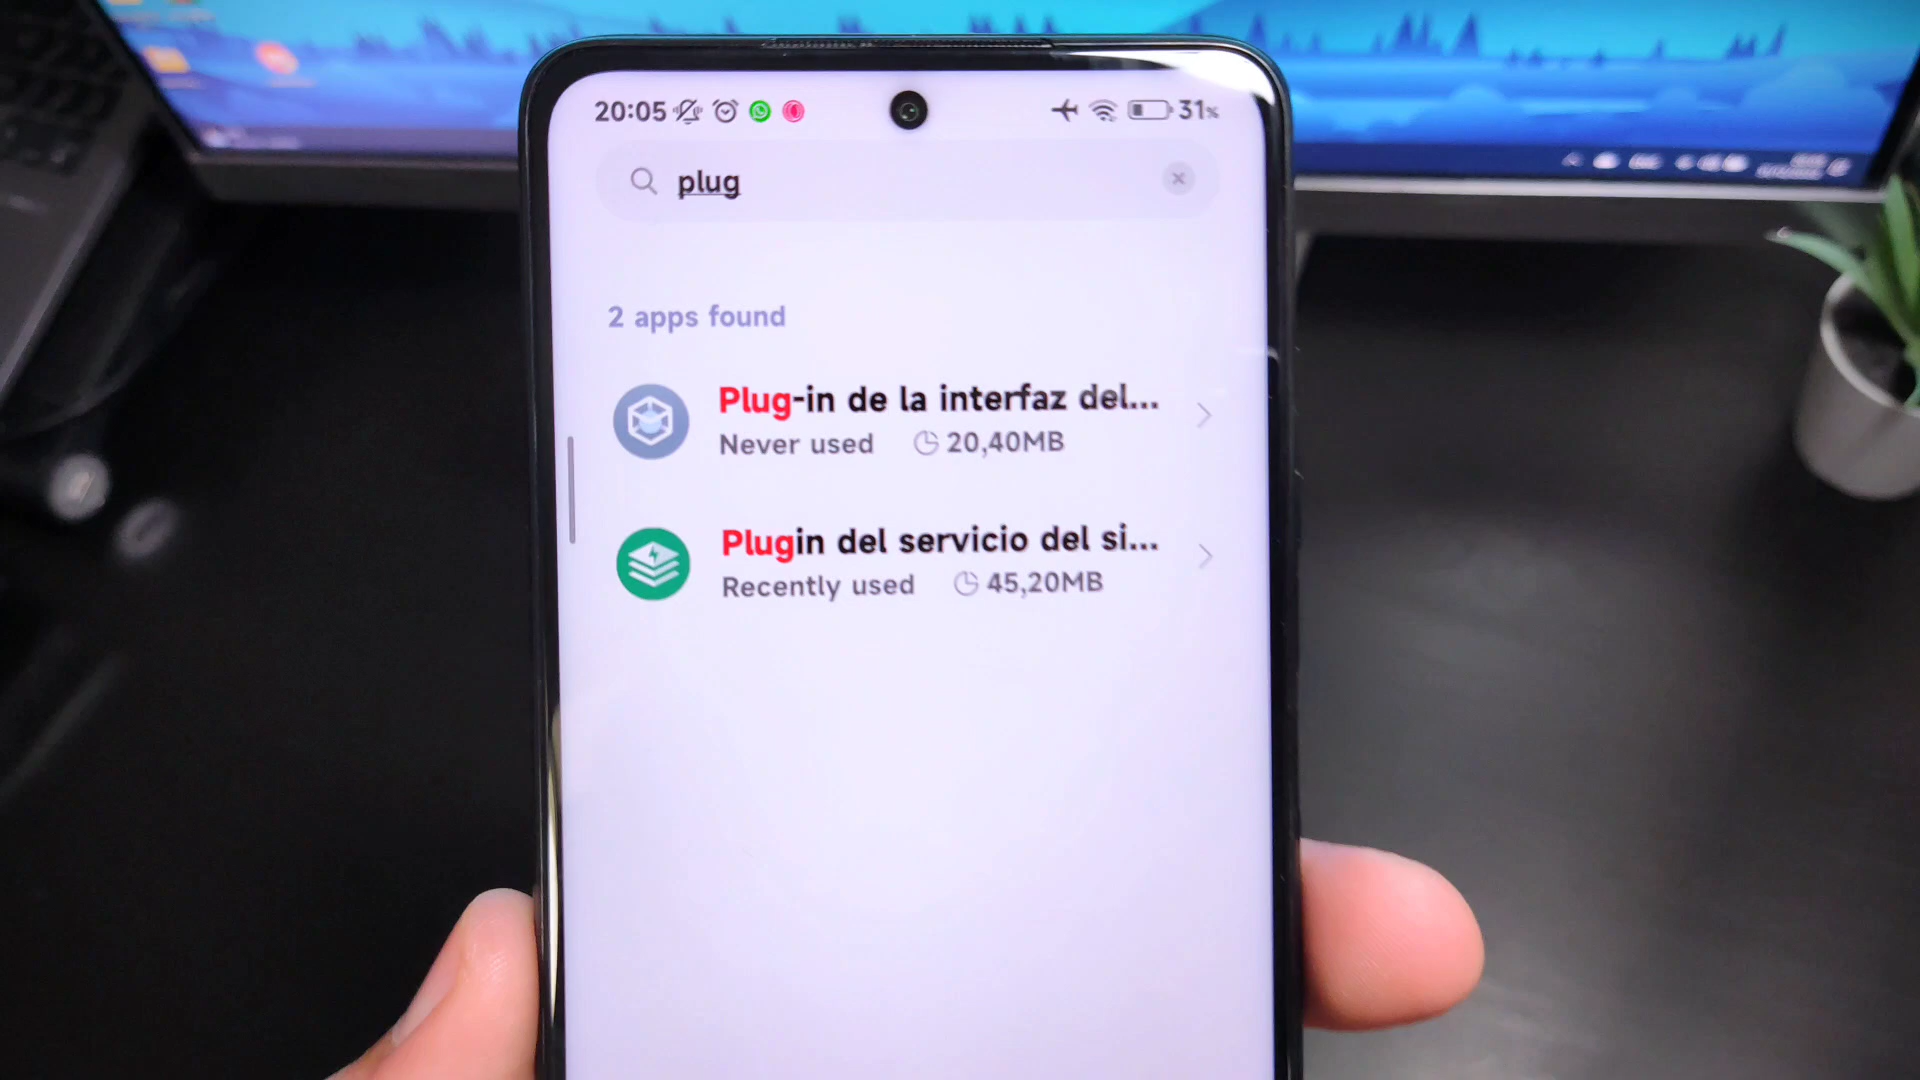 20:05 31%
plug
2 apps found
Plug-in de la interfaz del...
Never used 20,40MB
Plugin del servicio del si...
Recently used 45,20MB